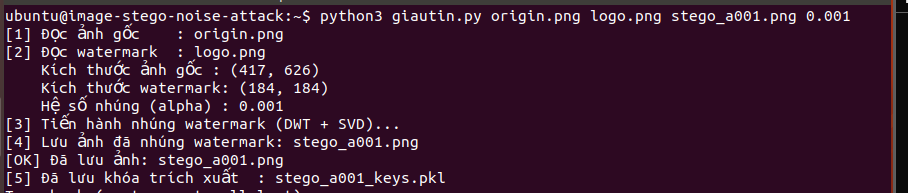 ubuntu@image-stego-noise-attack:~$ python3 giautin.py origin.png logo.png stego_a001.png 0.001
[1] Đọc ảnh gốc    : origin.png
[2] Đọc watermark  : logo.png
    Kích thước ảnh gốc : (417, 626)
    Kích thước watermark: (184, 184)
    Hệ số nhúng (alpha) : 0.001
[3] Tiến hành nhúng watermark (DWT + SVD)...
[4] Lưu ảnh đã nhúng watermark: stego_a001.png
[OK] Đã lưu ảnh: stego_a001.png
[5] Đã lưu khóa trích xuất  : stego_a001_keys.pkl